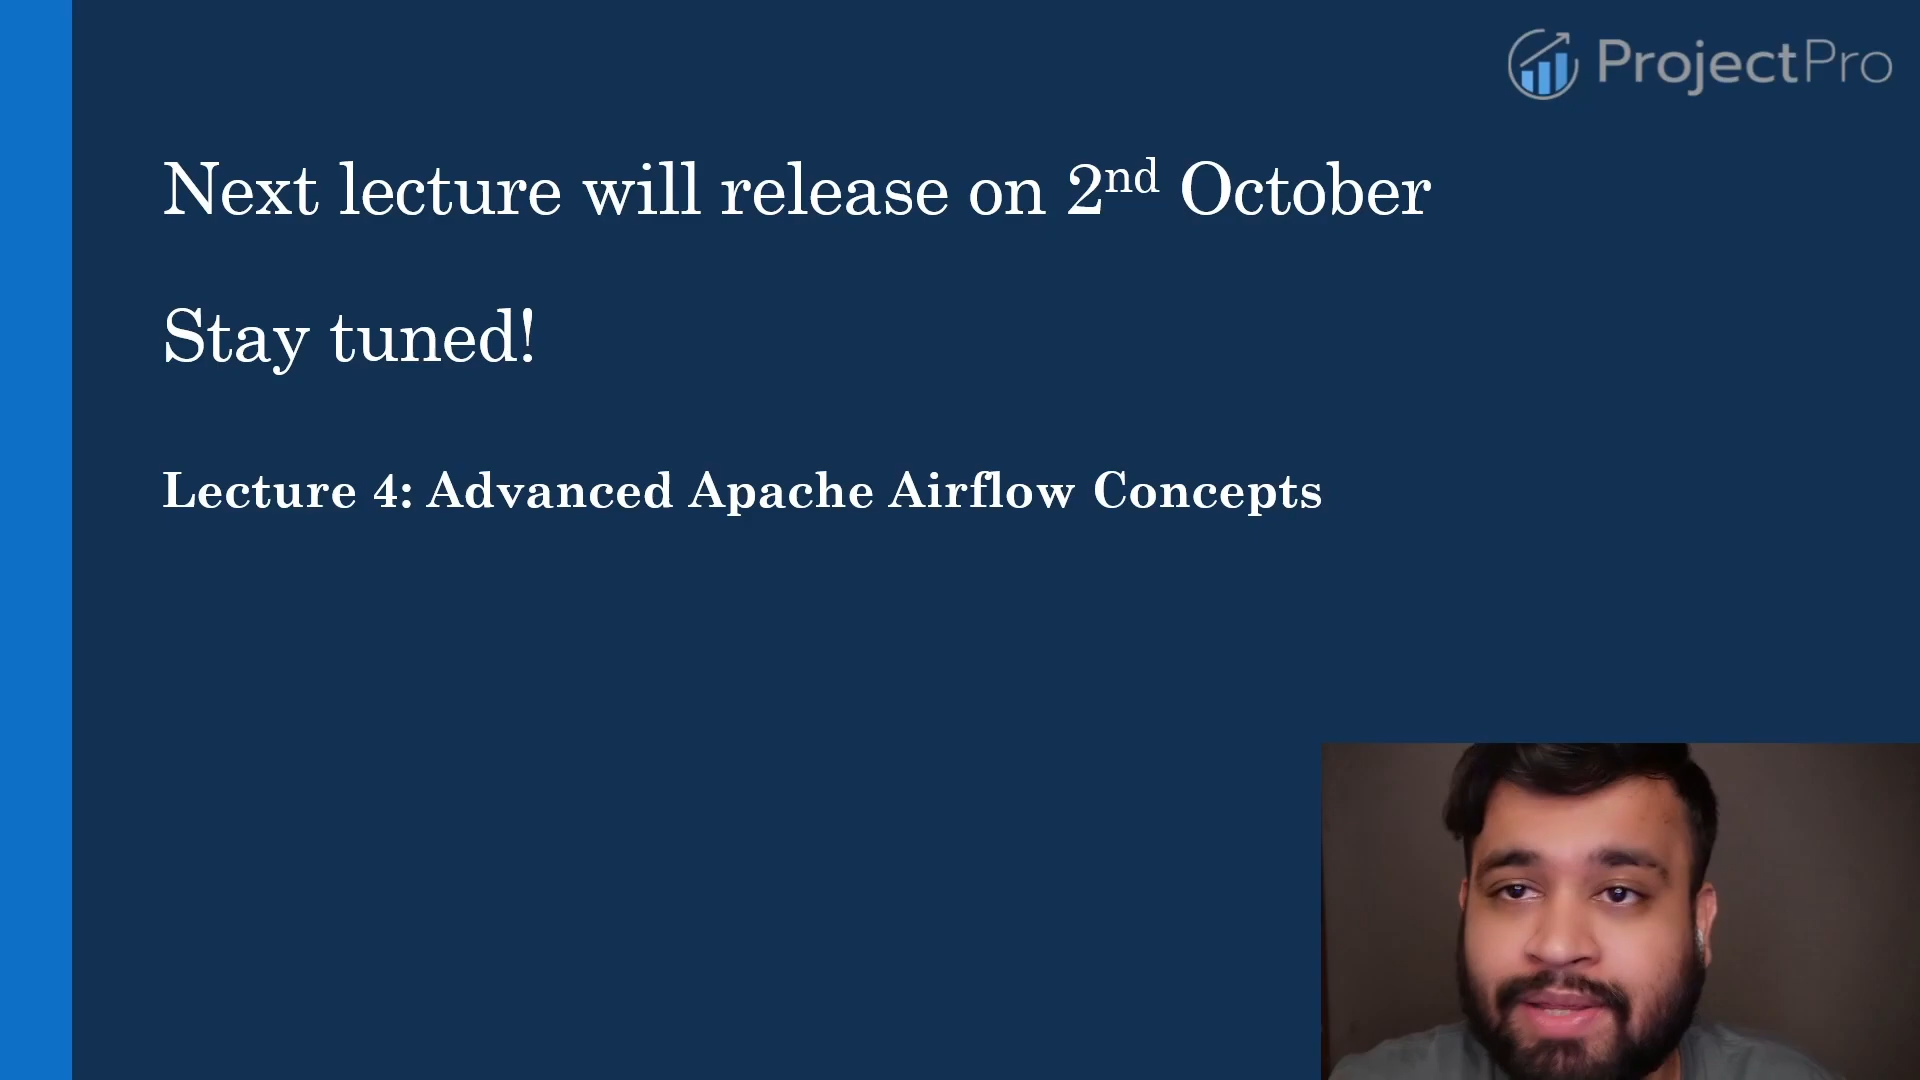 ProjectPro
Next lecture will release on 2nd October
Stay tuned!
Lecture 4: Advanced Apache Airflow Concepts